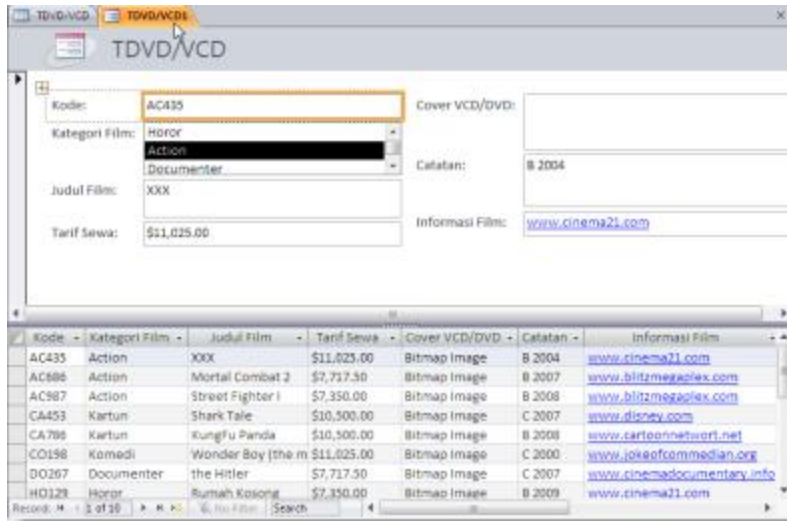 TDVD/VCD TDVD/VCD1
TDVD/VCD
Kode: AC435 Cover VCD/DVD:
Kategori Film: Horor
Action
Documenter
Catatan: B 2004
Judul Film: XXX
Informasi Film: www.cinema21.com
Tarif Sewa: $11,025.00
Kode Kategori Film Judul Film Tarif Sewa Cover VCD/DVD Catatan Informasi Film
AC435 Action XXX $11,025.00 Bitmap Image B 2004 www.cinema21.com
AC686 Action Mortal Combat 2 $7,717.50 Bitmap Image B 2007 www.blitzmegaplex.com
AC987 Action Street Fighter I $7,350.00 Bitmap Image B 2008 www.blitzmegaplex.com
CA453 Kartun Shark Tale $10,500.00 Bitmap Image C 2007 www.disney.com
CA786 Kartun KungFu Panda $10,500.00 Bitmap Image B 2008 www.cartoonnetwort.net
CO198 Komedi Wonder Boy (the m $11,025.00 Bitmap Image C 2000 www.jokeofcommedian.org
DO267 Documenter the Hitler $7,717.50 Bitmap Image C 2007 www.cinemadocumentary.info
HO129 Horor Rumah Kosong $7,350.00 Bitmap Image B 2009 www.cinema21.com
Record: 1 of 10 No Filter Search